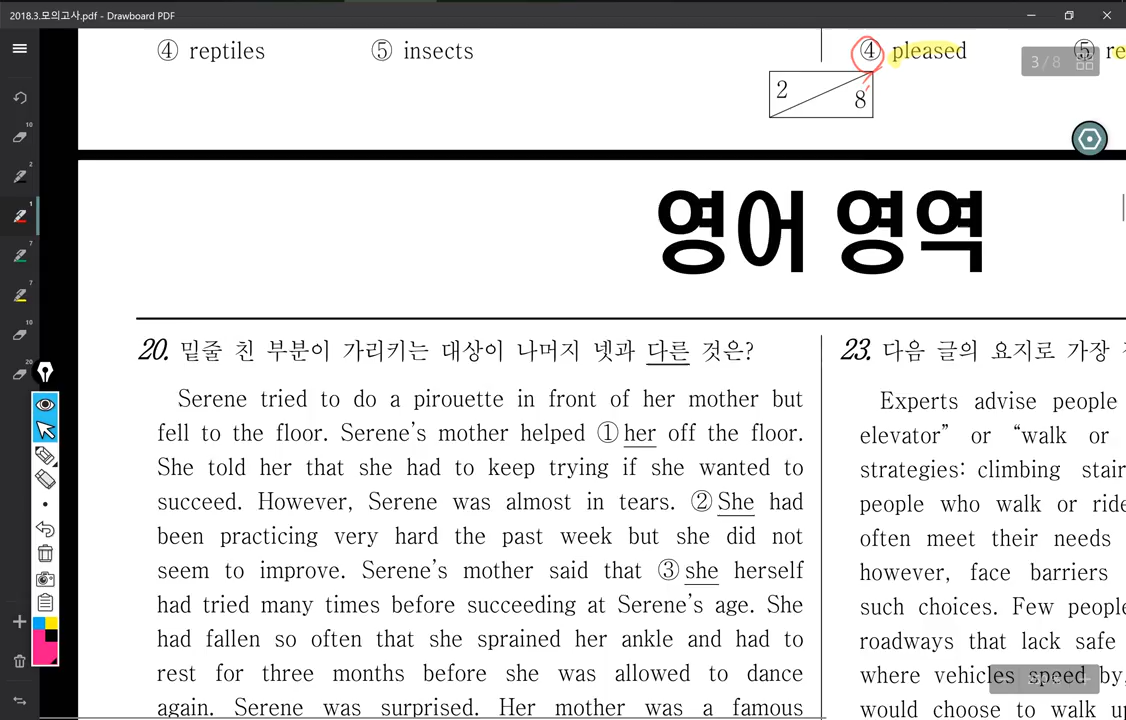 2018.3.모의고사.pdf - Drawboard PDF
④ reptiles ⑤ insects
④ pleased ⑤ re
3 / 8
2 8
영어 영역
20. 밑줄 친 부분이 가리키는 대상이 나머지 넷과 다른 것은?
Serene tried to do a pirouette in front of her mother but
fell to the floor. Serene's mother helped ① her off the floor.
She told her that she had to keep trying if she wanted to
succeed. However, Serene was almost in tears. ② She had
been practicing very hard the past week but she did not
seem to improve. Serene's mother said that ③ she herself
had tried many times before succeeding at Serene's age. She
had fallen so often that she sprained her ankle and had to
rest for three months before she was allowed to dance
again. Serene was surprised. Her mother was a famous
23. 다음 글의 요지로 가장
Experts advise people
elevator" or "walk or
strategies: climbing stair
people who walk or ride
often meet their needs
however, face barriers
such choices. Few people
roadways that lack safe
where vehicles speed by,
would choose to walk up
10
2
1
7
7
10
20